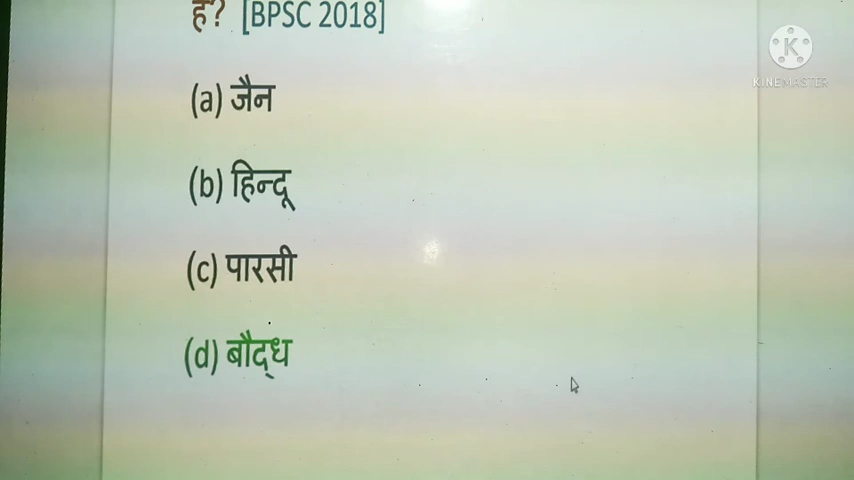 है? [BPSC 2018]
(a) जैन
(b) हिन्दू
(c) पारसी
(d) बौद्ध
K
KINEMASTER